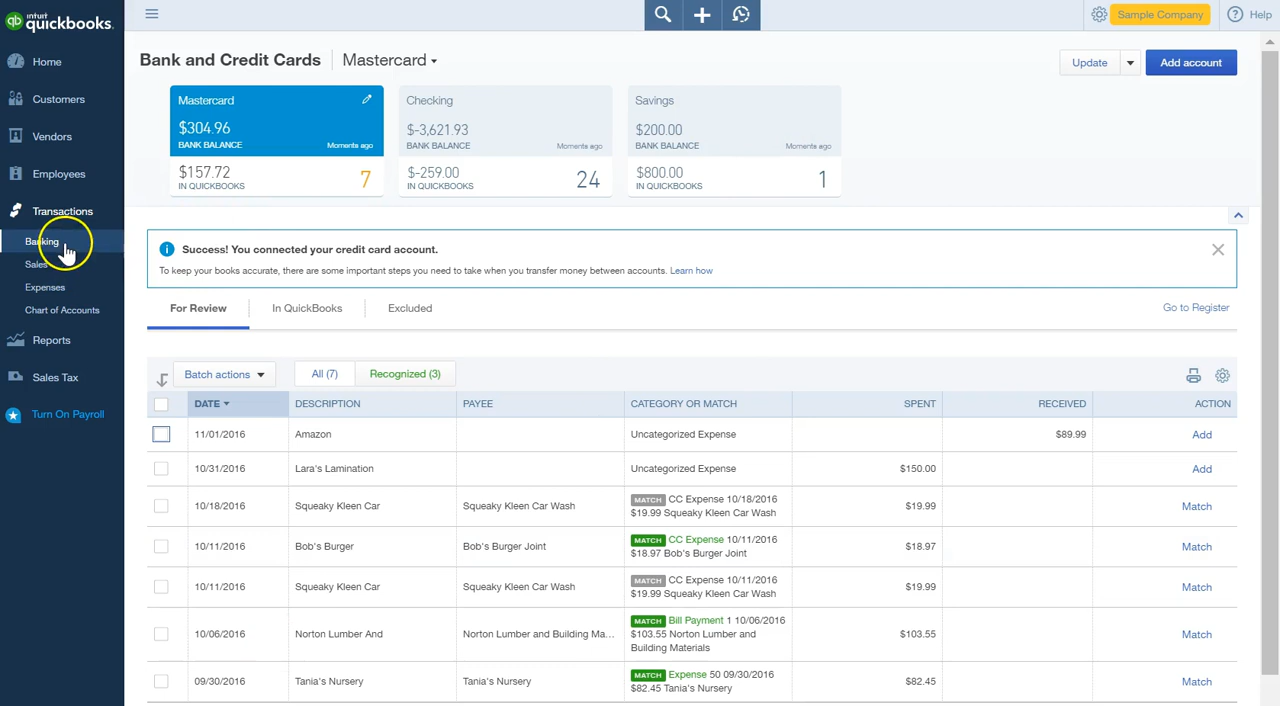 intuit
quickbooks.
Sample Company
Help
Home
Customers
Vendors
Employees
Transactions
Banking
Sales
Expenses
Chart of Accounts
Reports
Sales Tax
Turn On Payroll
Bank and Credit Cards
Mastercard
Update
Add account
Mastercard
$304.96
BANK BALANCE
Moments ago
$157.72
IN QUICKBOOKS
7
Checking
$-3,621.93
BANK BALANCE
Moments ago
$-259.00
IN QUICKBOOKS
24
Savings
$200.00
BANK BALANCE
Moments ago
$800.00
IN QUICKBOOKS
1
Success! You connected your credit card account.
To keep your books accurate, there are some important steps you need to take when you transfer money between accounts. Learn how
For Review
In QuickBooks
Excluded
Go to Register
Batch actions
All (7)
Recognized (3)
DATE DESCRIPTION PAYEE CATEGORY OR MATCH SPENT RECEIVED ACTION
11/01/2016 Amazon Uncategorized Expense $89.99 Add
10/31/2016 Lara's Lamination Uncategorized Expense $150.00 Add
10/18/2016 Squeaky Kleen Car Squeaky Kleen Car Wash MATCH CC Expense 10/18/2016 $19.99 Match
$19.99 Squeaky Kleen Car Wash
10/11/2016 Bob's Burger Bob's Burger Joint MATCH CC Expense 10/11/2016 $18.97 Match
$18.97 Bob's Burger Joint
10/11/2016 Squeaky Kleen Car Squeaky Kleen Car Wash MATCH CC Expense 10/11/2016 $19.99 Match
$19.99 Squeaky Kleen Car Wash
10/06/2016 Norton Lumber And Norton Lumber and Building Ma... MATCH Bill Payment 1 10/06/2016 $103.55 Match
$103.55 Norton Lumber and
Building Materials
09/30/2016 Tania's Nursery Tania's Nursery MATCH Expense 50 09/30/2016 $82.45 Match
$82.45 Tania's Nursery